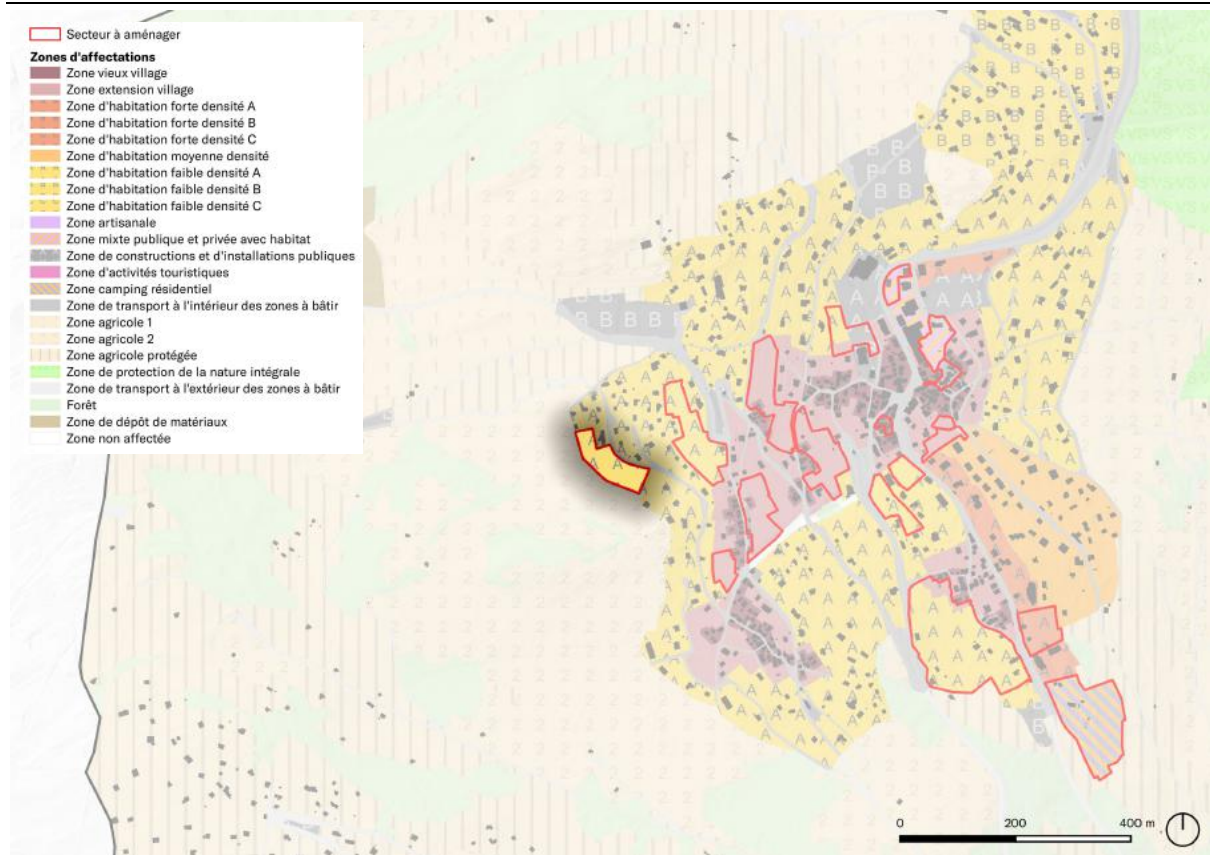 Secteur à aménager
Zones d'affectations
Zone vieux village
Zone extension village
Zone d'habitation forte densité A
Zone d'habitation forte densité B
Zone d'habitation forte densité C
Zone d'habitation moyenne densité
Zone d'habitation faible densité A
Zone d'habitation faible densité B
Zone d'habitation faible densité C
Zone artisanale
Zone mixte publique et privée avec habitat
Zone de constructions et d'installations publiques
Zone d'activités touristiques
Zone camping résidentiel
Zone de transport à l'intérieur des zones à bâtir
Zone agricole 1
Zone agricole 2
Zone agricole protégée
Zone de protection de la nature intégrale
Zone de transport à l'extérieur des zones à bâtir
Forêt
Zone de dépôt de matériaux
Zone non affectée
0 200 400 m